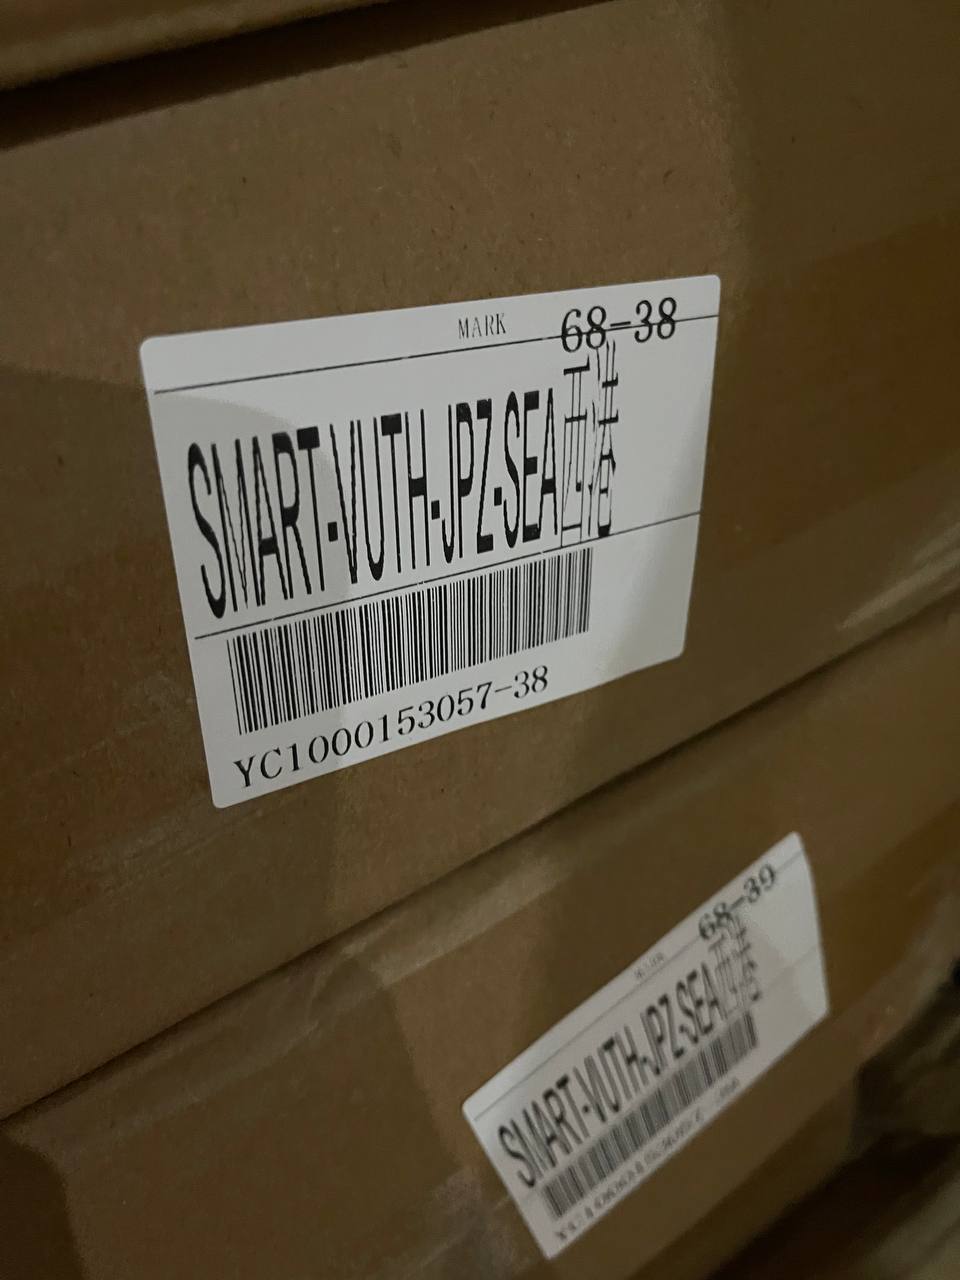 MARK
68-38
SMART-VUTH-JPZ-SEA西港
YC1000153057-38
68-39
SMART-VUTH-JPZ-SEA西港